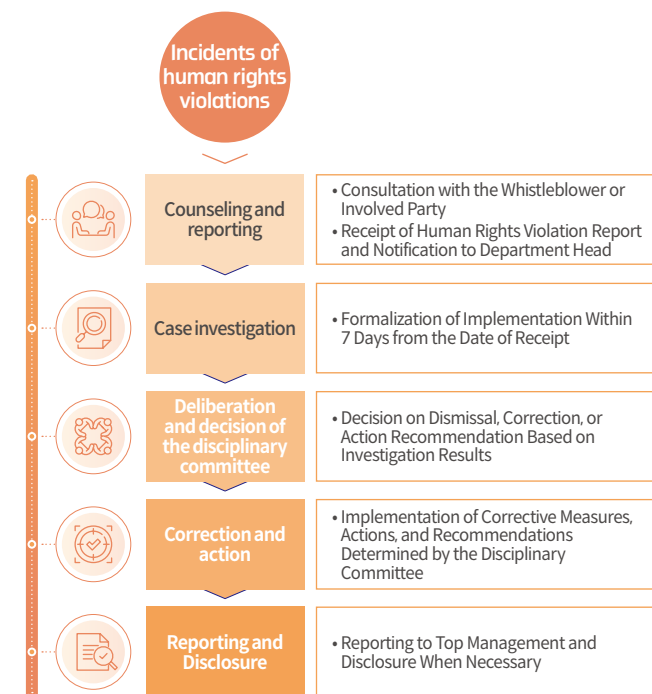 Incidents of
human rights
violations
Counseling and
reporting
• Consultation with the Whistleblower or
Involved Party
• Receipt of Human Rights Violation Report
and Notification to Department Head
Case investigation
• Formalization of Implementation Within
7 Days from the Date of Receipt
Deliberation
and decision of
the disciplinary
committee
• Decision on Dismissal, Correction, or
Action Recommendation Based on
Investigation Results
Correction and
action
• Implementation of Corrective Measures,
Actions, and Recommendations
Determined by the Disciplinary
Committee
Reporting and
Disclosure
• Reporting to Top Management and
Disclosure When Necessary